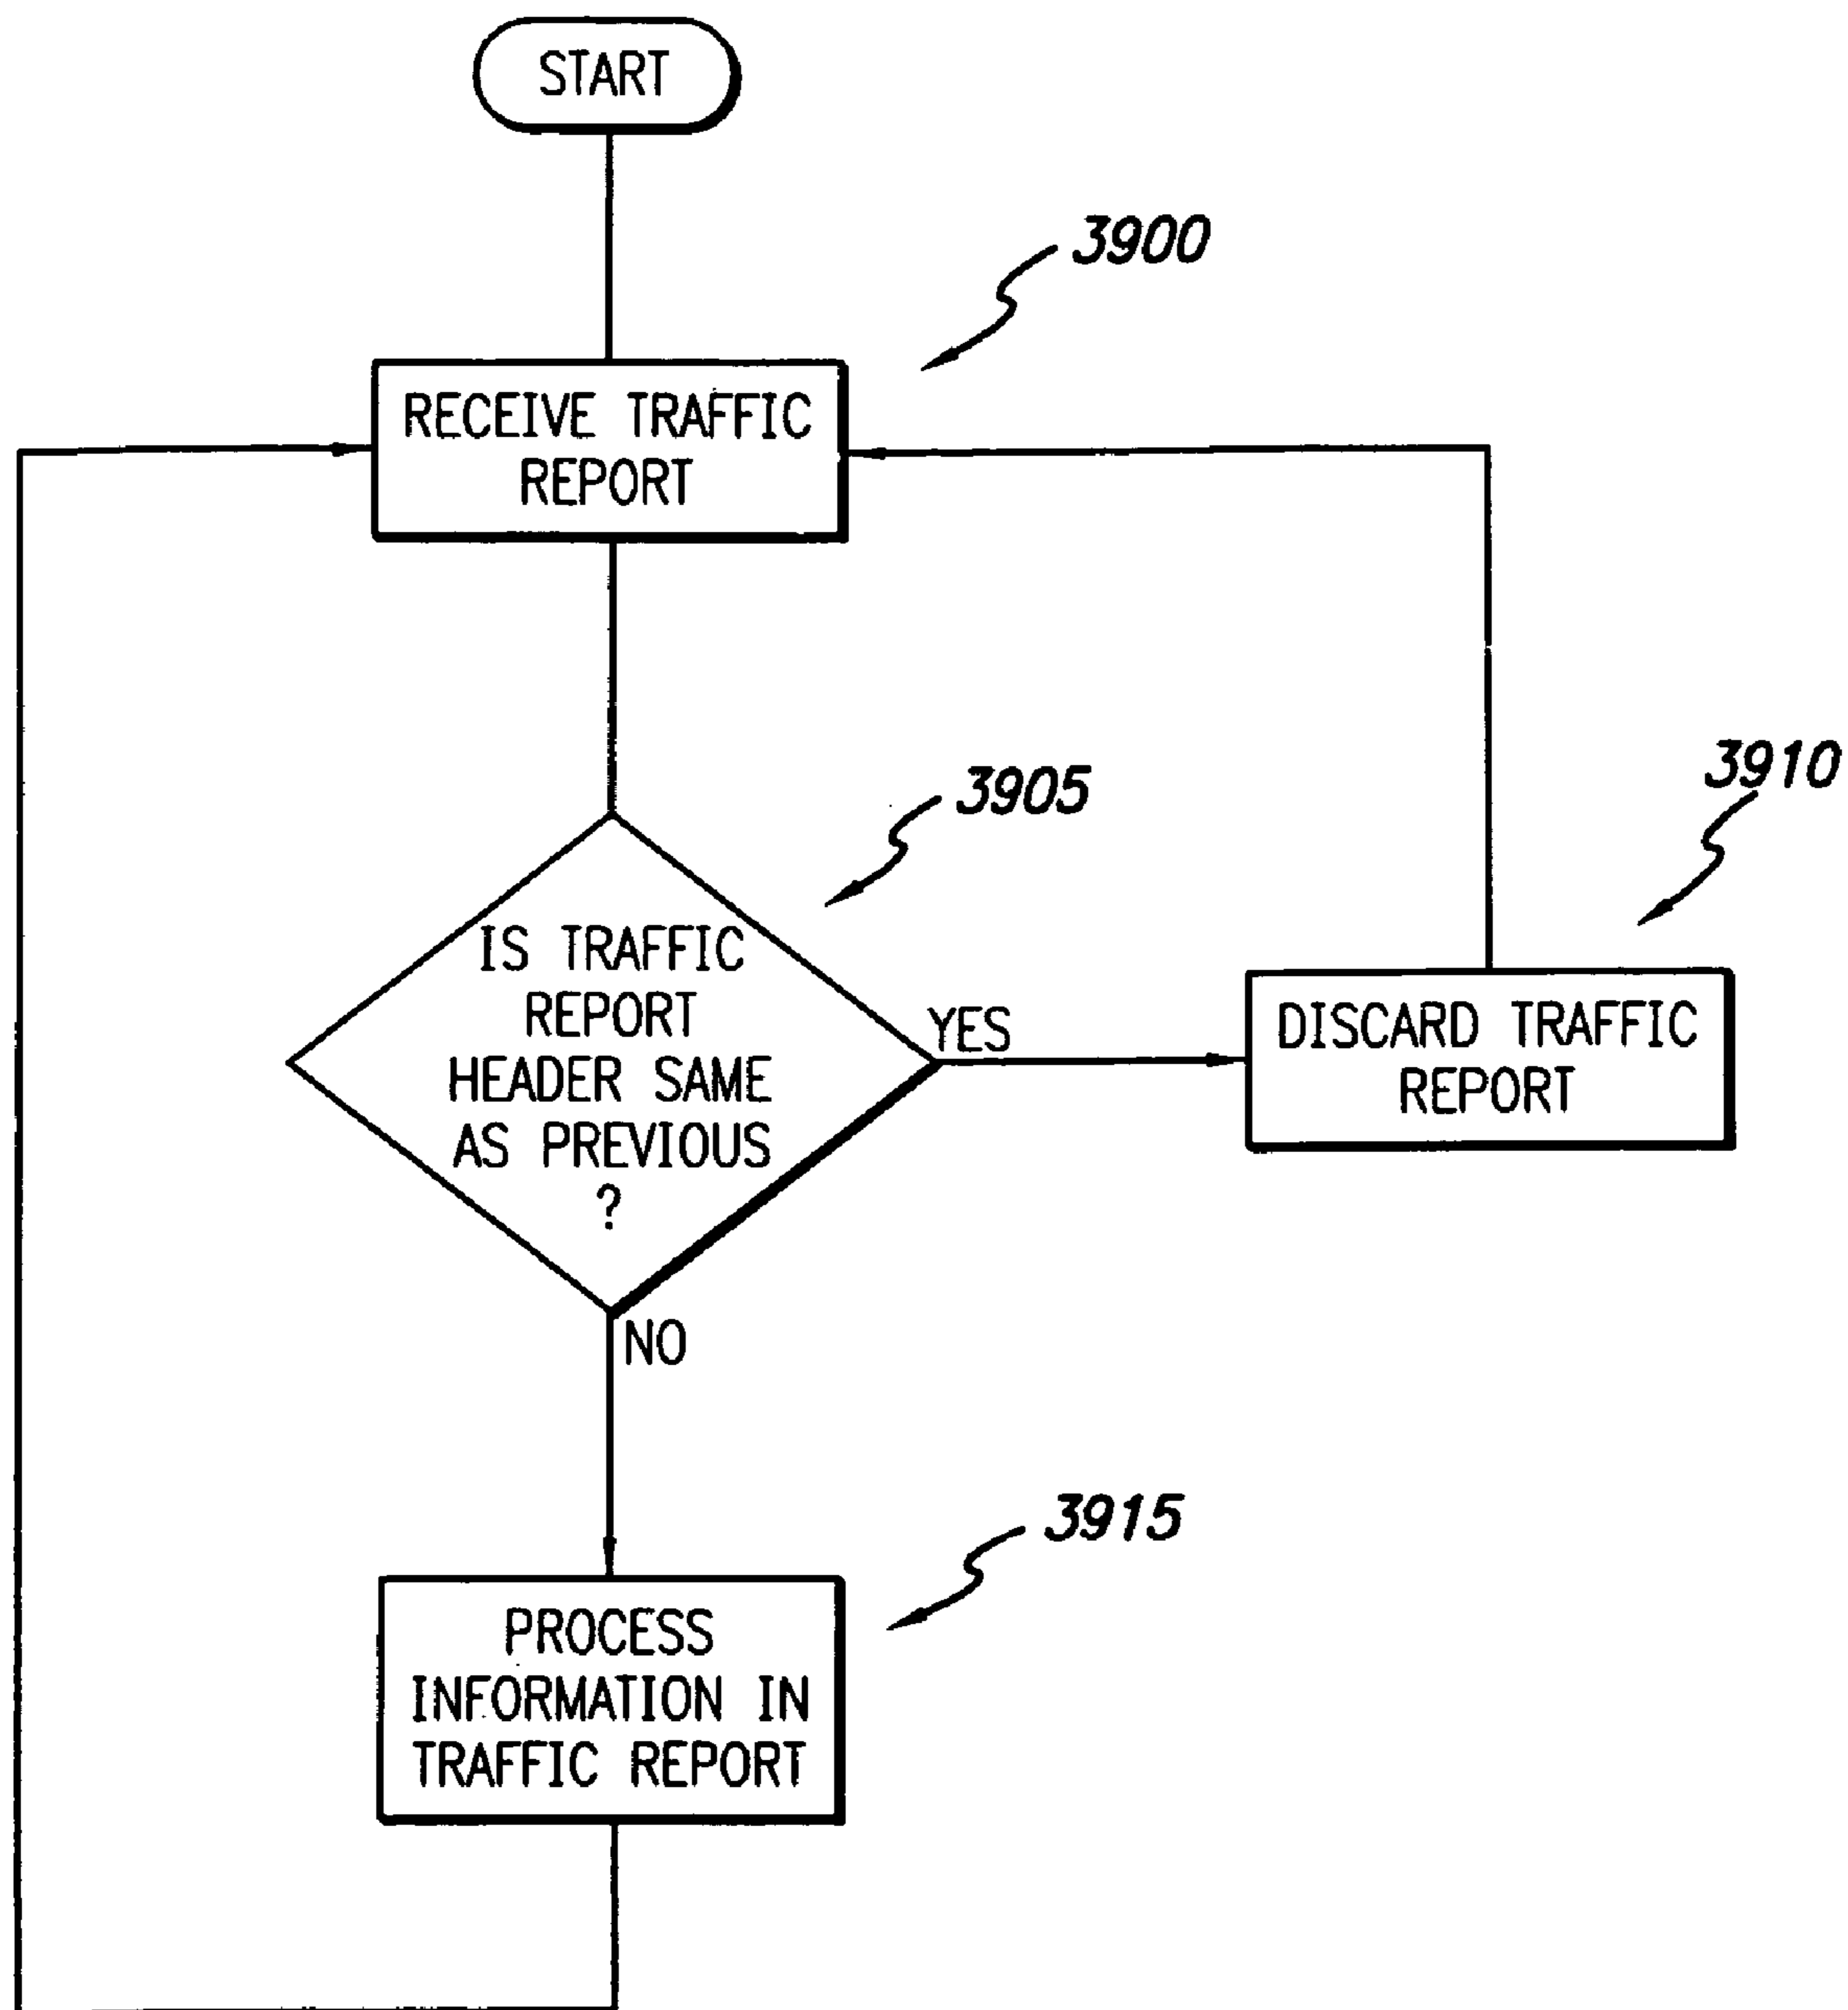 START
3900
RECEIVE TRAFFIC
REPORT
3905
3910
IS TRAFFIC
REPORT
HEADER SAME
AS PREVIOUS
?
YES
DISCARD TRAFFIC
REPORT
NO
3915
PROCESS
INFORMATION IN
TRAFFIC REPORT